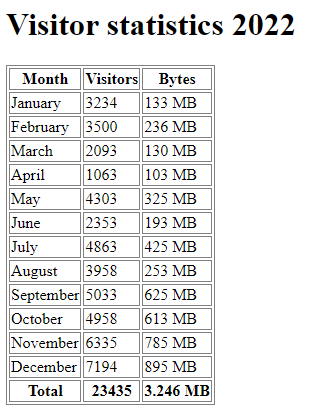 Visitor statistics 2022
Month Visitors Bytes
January 3234 133 MB
February 3500 236 MB
March 2093 130 MB
April 1063 103 MB
May 4303 325 MB
June 2353 193 MB
July 4863 425 MB
August 3958 253 MB
September 5033 625 MB
October 4958 613 MB
November 6335 785 MB
December 7194 895 MB
Total 23435 3.246 MB